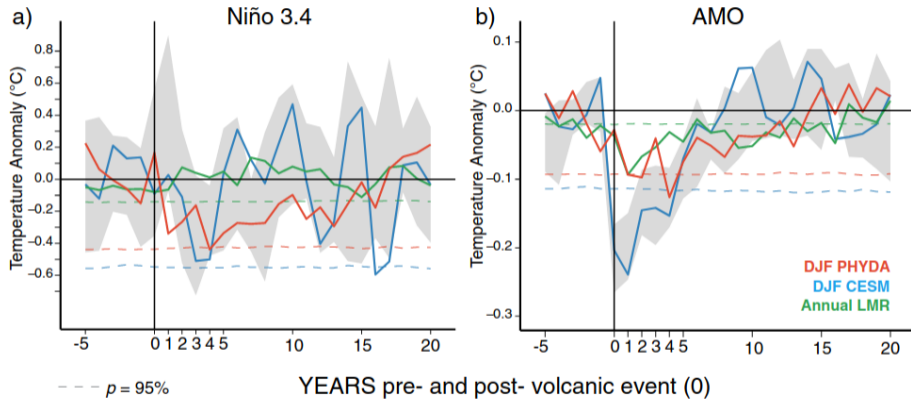 a) Niño 3.4
Temperature Anomaly (°C)
0.8
0.6
0.4
0.2
0.0
−0.2
−0.4
−0.6
-5 0 1 2 3 4 5 10 15 20
b) AMO
Temperature Anomaly (°C)
0.1
0.0
−0.1
−0.2
−0.3
DJF PHYDA
DJF CESM
Annual LMR
-5 0 1 2 3 4 5 10 15 20
p = 95%
YEARS pre- and post- volcanic event (0)